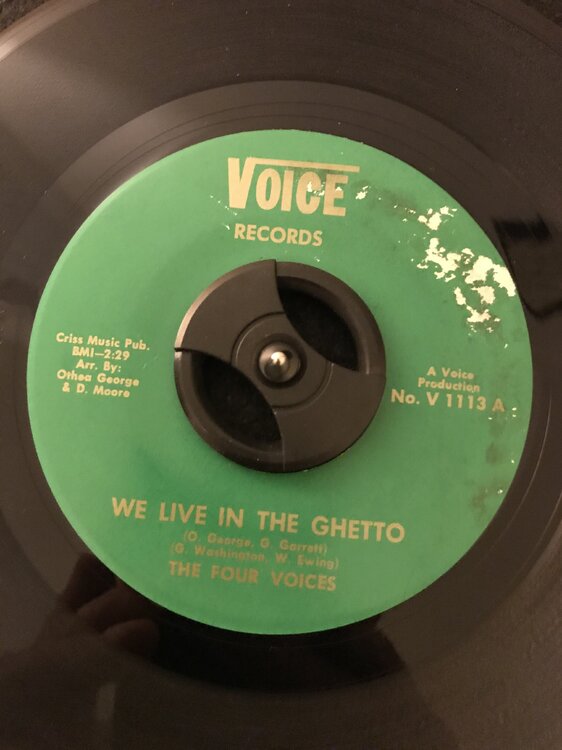 VOICE
RECORDS
Criss Music Pub.
BMI-2:29
Arr. By:
Othea George
& D. Moore
A Voice
Production
No. V 1113 A
WE LIVE IN THE GHETTO
(O. George, G. Garrett)
(G. Washington, W. Ewing)
THE FOUR VOICES